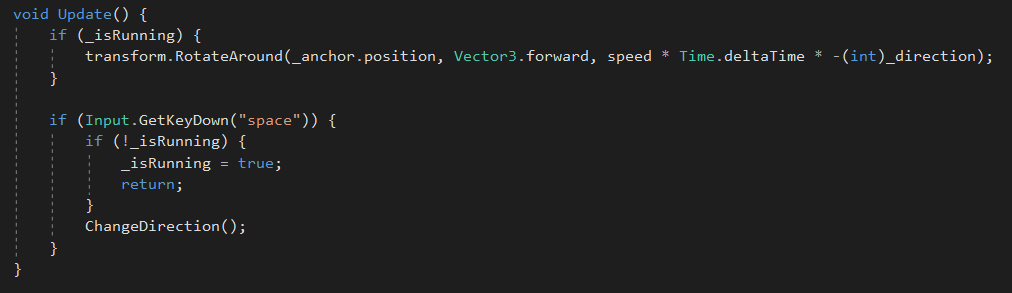 void Update() {
    if (_isRunning) {
        transform.RotateAround(_anchor.position, Vector3.forward, speed * Time.deltaTime * -(int)_direction);
    }

    if (Input.GetKeyDown("space")) {
        if (!_isRunning) {
            _isRunning = true;
            return;
        }
        ChangeDirection();
    }
}